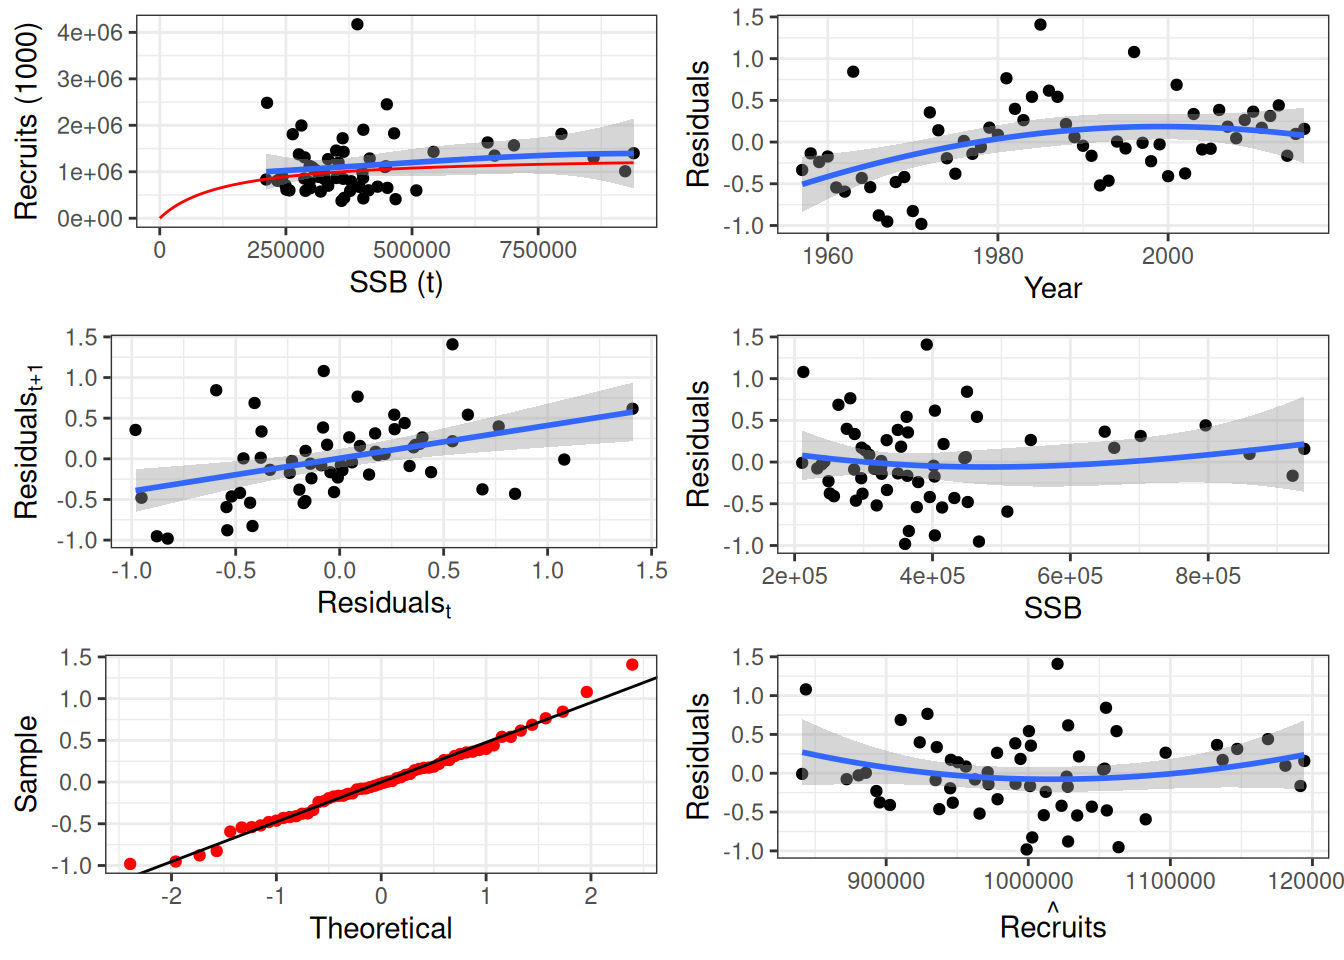 Recruits (1000)
4e+06
3e+06
2e+06
1e+06
0e+00
0 250000 500000 750000
SSB (t)
Residuals
1.5
1.0
0.5
0.0
-0.5
-1.0
1960 1980 2000
Year
Residualst+1
1.5
1.0
0.5
0.0
-0.5
-1.0
-1.0 -0.5 0.0 0.5 1.0 1.5
Residualst
Residuals
1.5
1.0
0.5
0.0
-0.5
-1.0
2e+05 4e+05 6e+05 8e+05
SSB
Sample
1.5
1.0
0.5
0.0
-0.5
-1.0
-2 -1 0 1 2
Theoretical
Residuals
1.5
1.0
0.5
0.0
-0.5
-1.0
900000 1000000 1100000 120000
^
Recruits